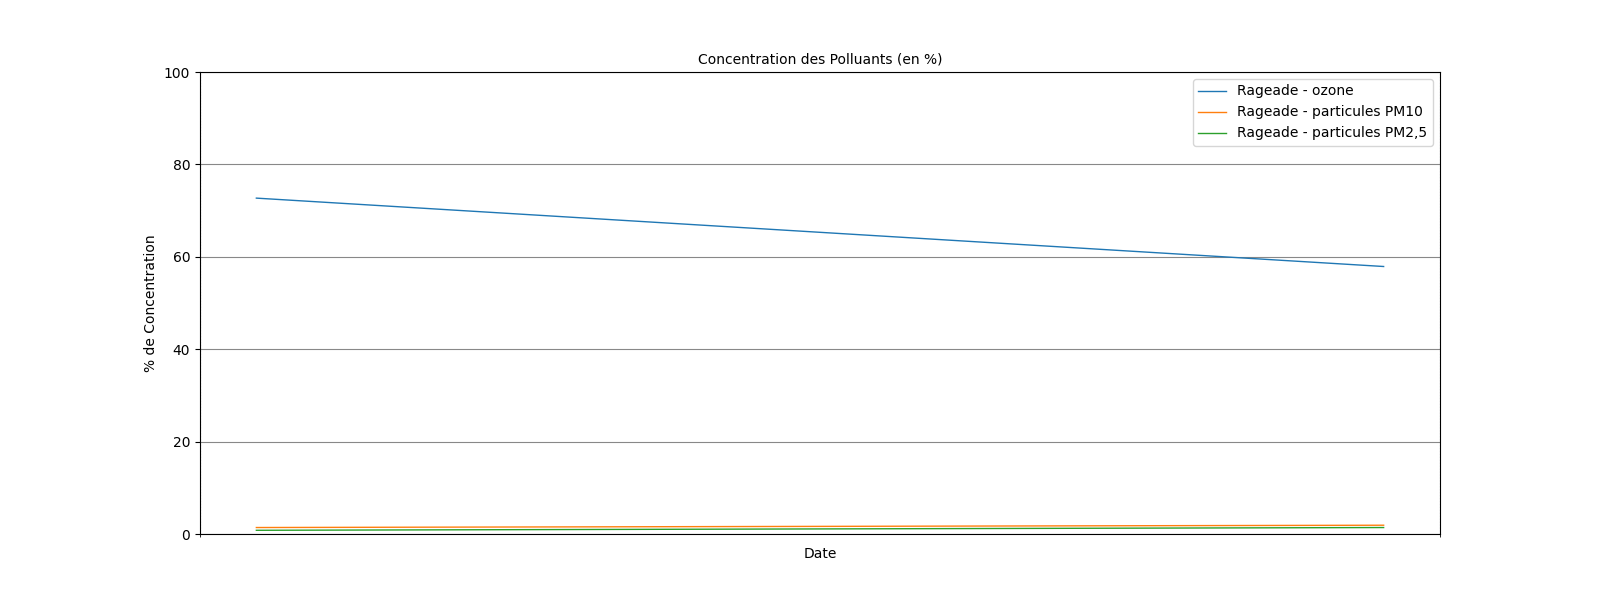 Concentration des Polluants (en %)
100
80
60
40
20
0
% de Concentration
Rageade - ozone
Rageade - particules PM10
Rageade - particules PM2,5
Date